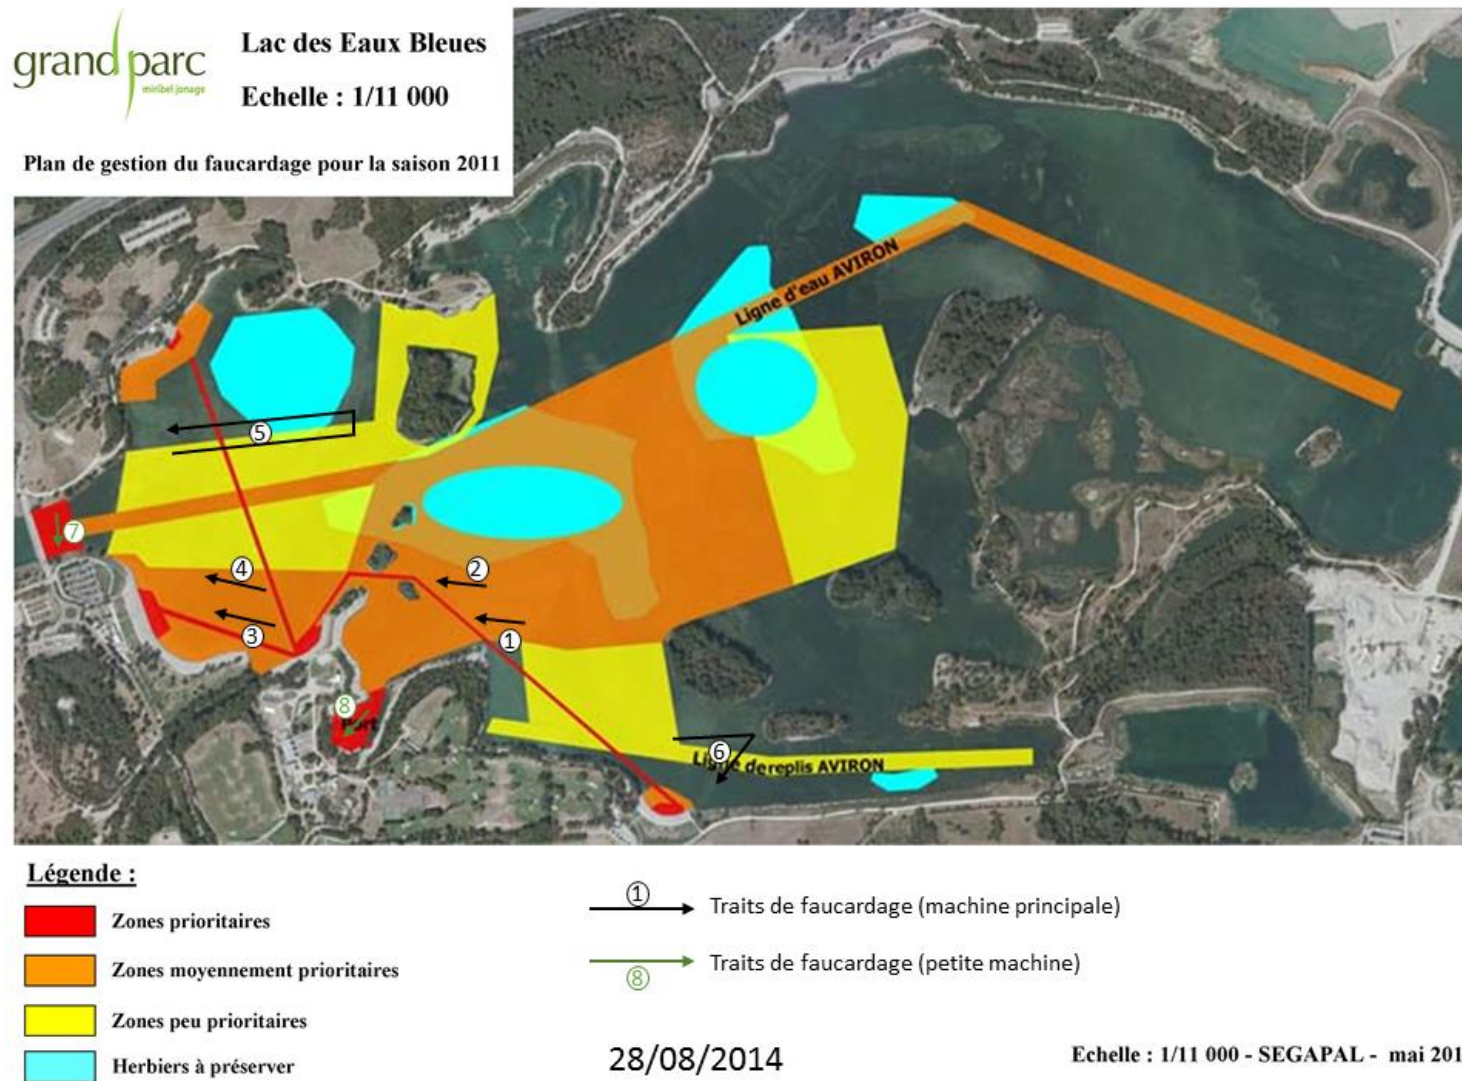 grand parc
miribel jonage
Lac des Eaux Bleues
Echelle : 1/11 000
Plan de gestion du faucardage pour la saison 2011
Ligne d'eau AVIRON
5
7
4
2
3
1
8
Port
6
Ligne de replis AVIRON
Légende :
Zones prioritaires
Zones moyennement prioritaires
Zones peu prioritaires
Herbiers à préserver
1
Traits de faucardage (machine principale)
8
Traits de faucardage (petite machine)
28/08/2014
Echelle : 1/11 000 - SEGAPAL - mai 201